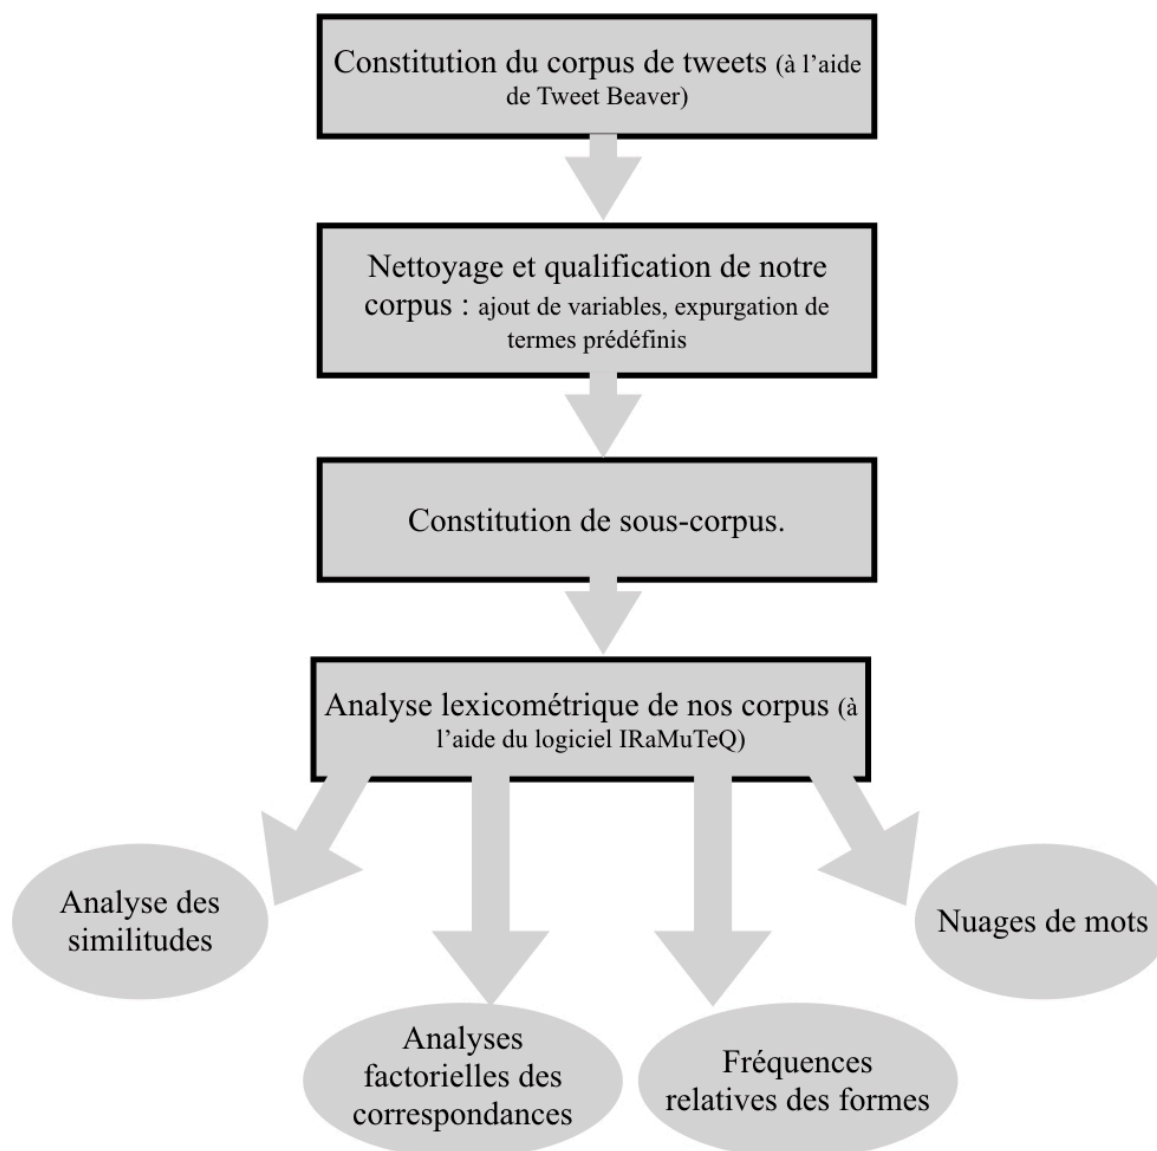 Constitution du corpus de tweets (à l’aide
de Tweet Beaver)
Nettoyage et qualification de notre
corpus : ajout de variables, expurgation de
termes prédéfinis
Constitution de sous-corpus.
Analyse lexicométrique de nos corpus (à
l’aide du logiciel IRaMuTeQ)
Analyse des
similitudes
Nuages de mots
Analyses
factorielles des
correspondances
Fréquences
relatives des formes